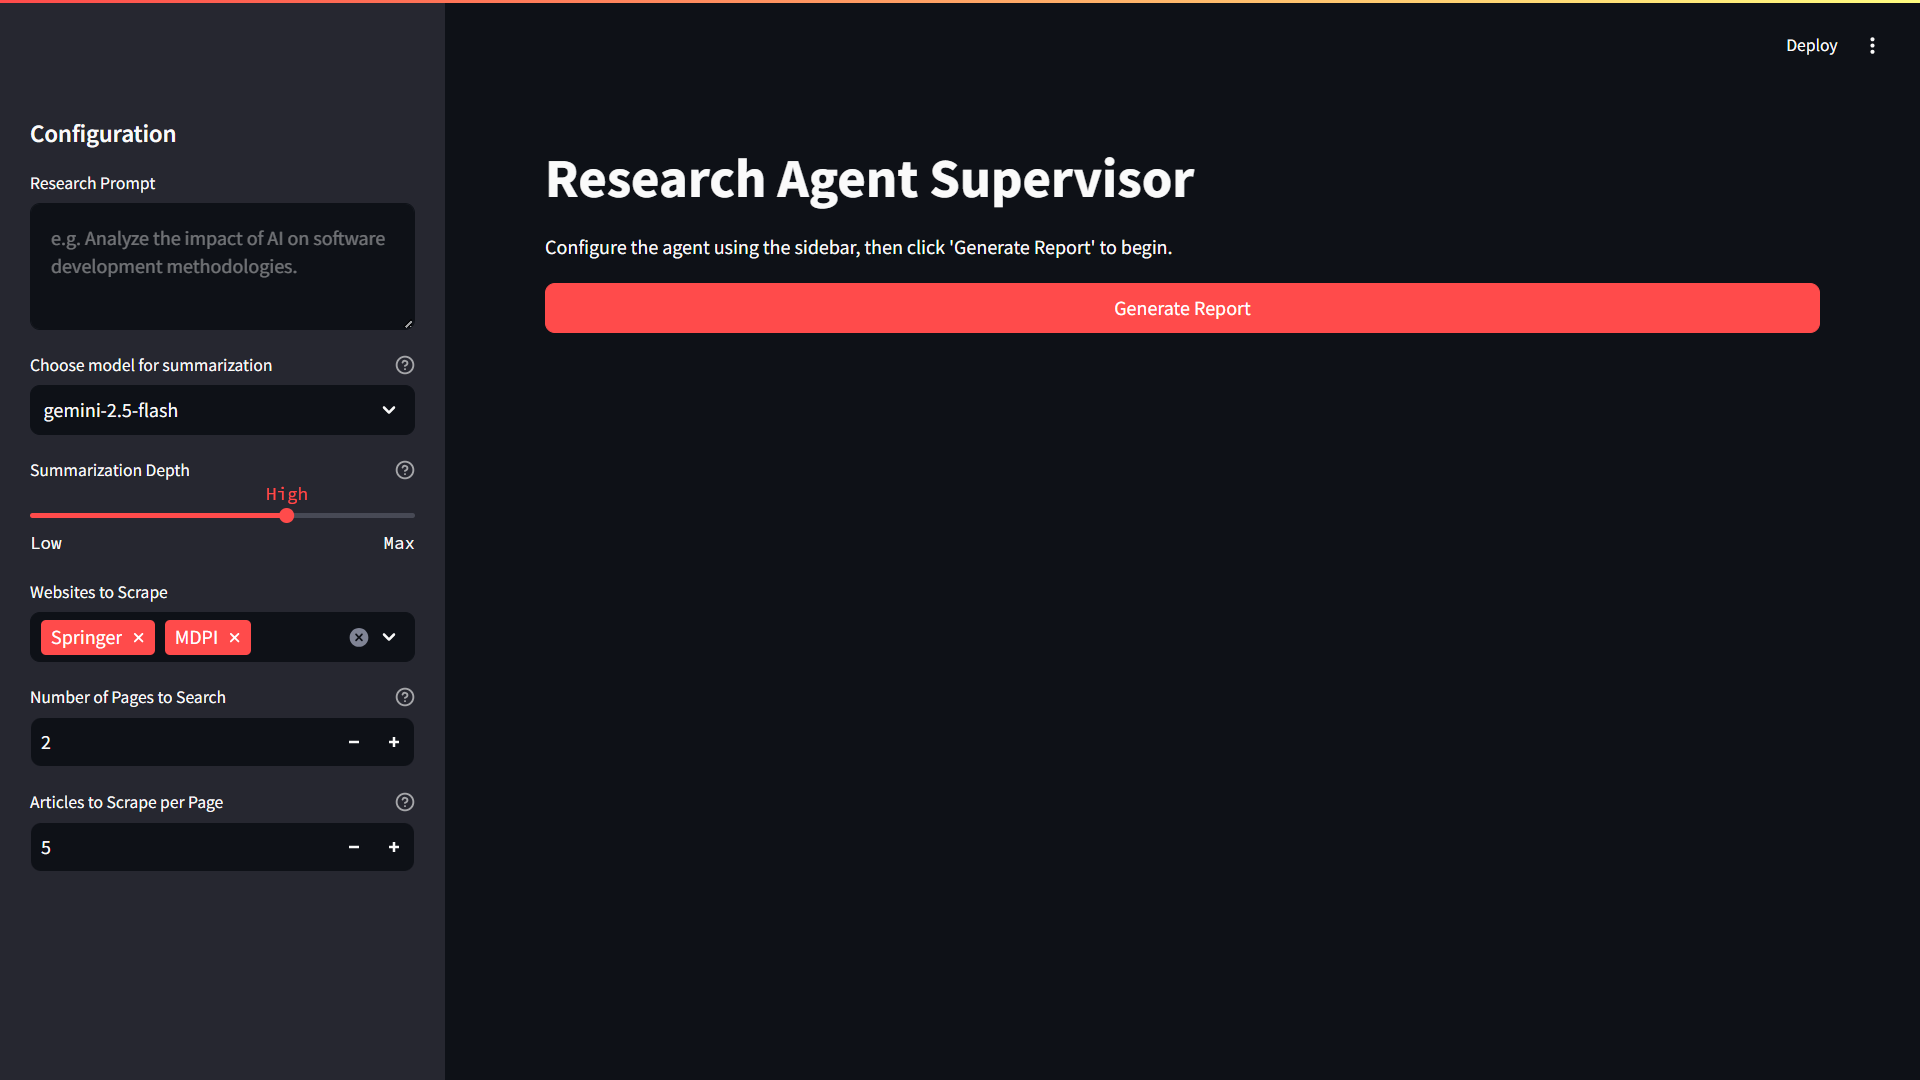 Deploy
Configuration
Research Prompt
e.g. Analyze the impact of AI on software
development methodologies.
Choose model for summarization
gemini-2.5-flash
Summarization Depth
High
Low Max
Websites to Scrape
Springer MDPI
Number of Pages to Search
2
Articles to Scrape per Page
5
Research Agent Supervisor
Configure the agent using the sidebar, then click 'Generate Report' to begin.
Generate Report